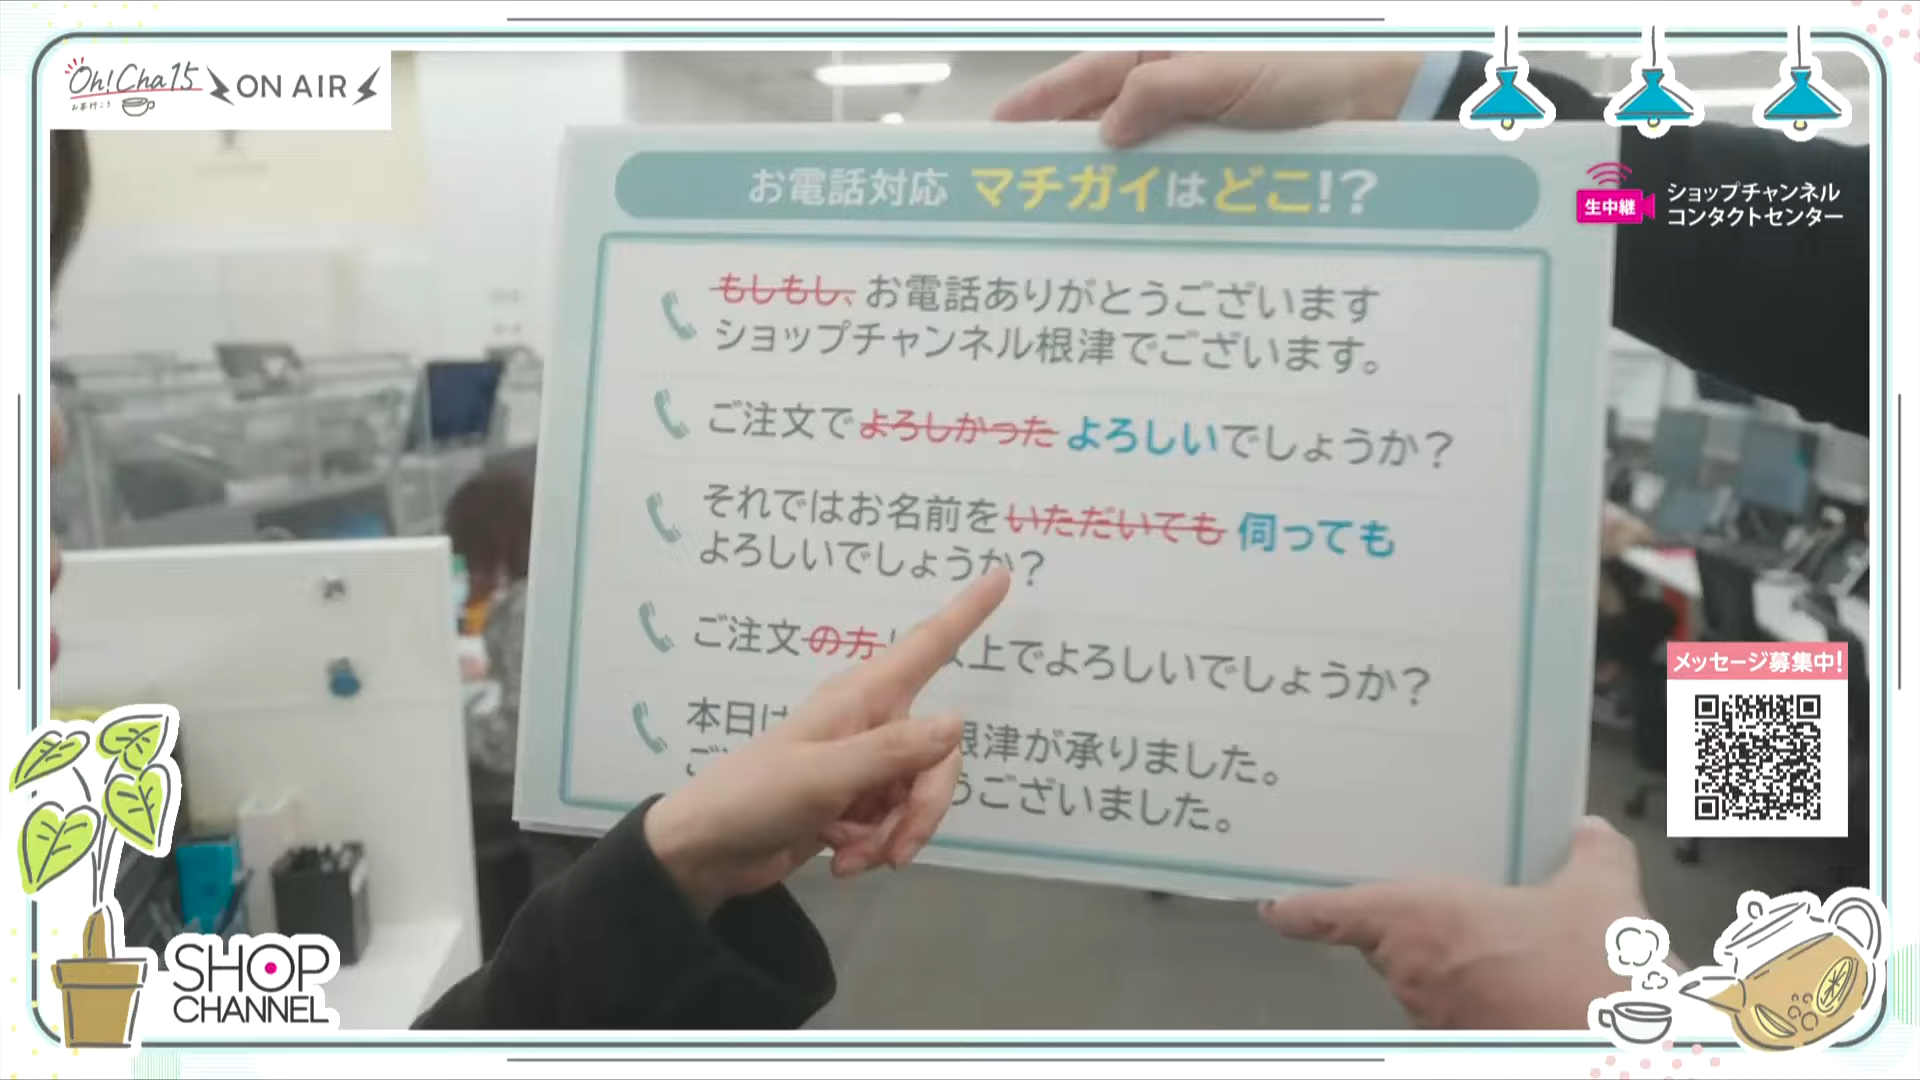 Oh!Cha15
お茶行こう
ON AIR
生中継
ショップチャンネル
コンタクトセンター
お電話対応 マチガイはどこ!?
もしもし、お電話ありがとうございます
ショップチャンネル根津でございます。
ご注文でよろしかった よろしいでしょうか?
それではお名前をいただいても 伺っても
よろしいでしょうか?
ご注文の方 上でよろしいでしょうか?
本日は 根津が承りました。
ご うございました。
メッセージ募集中!
SHOP
CHANNEL